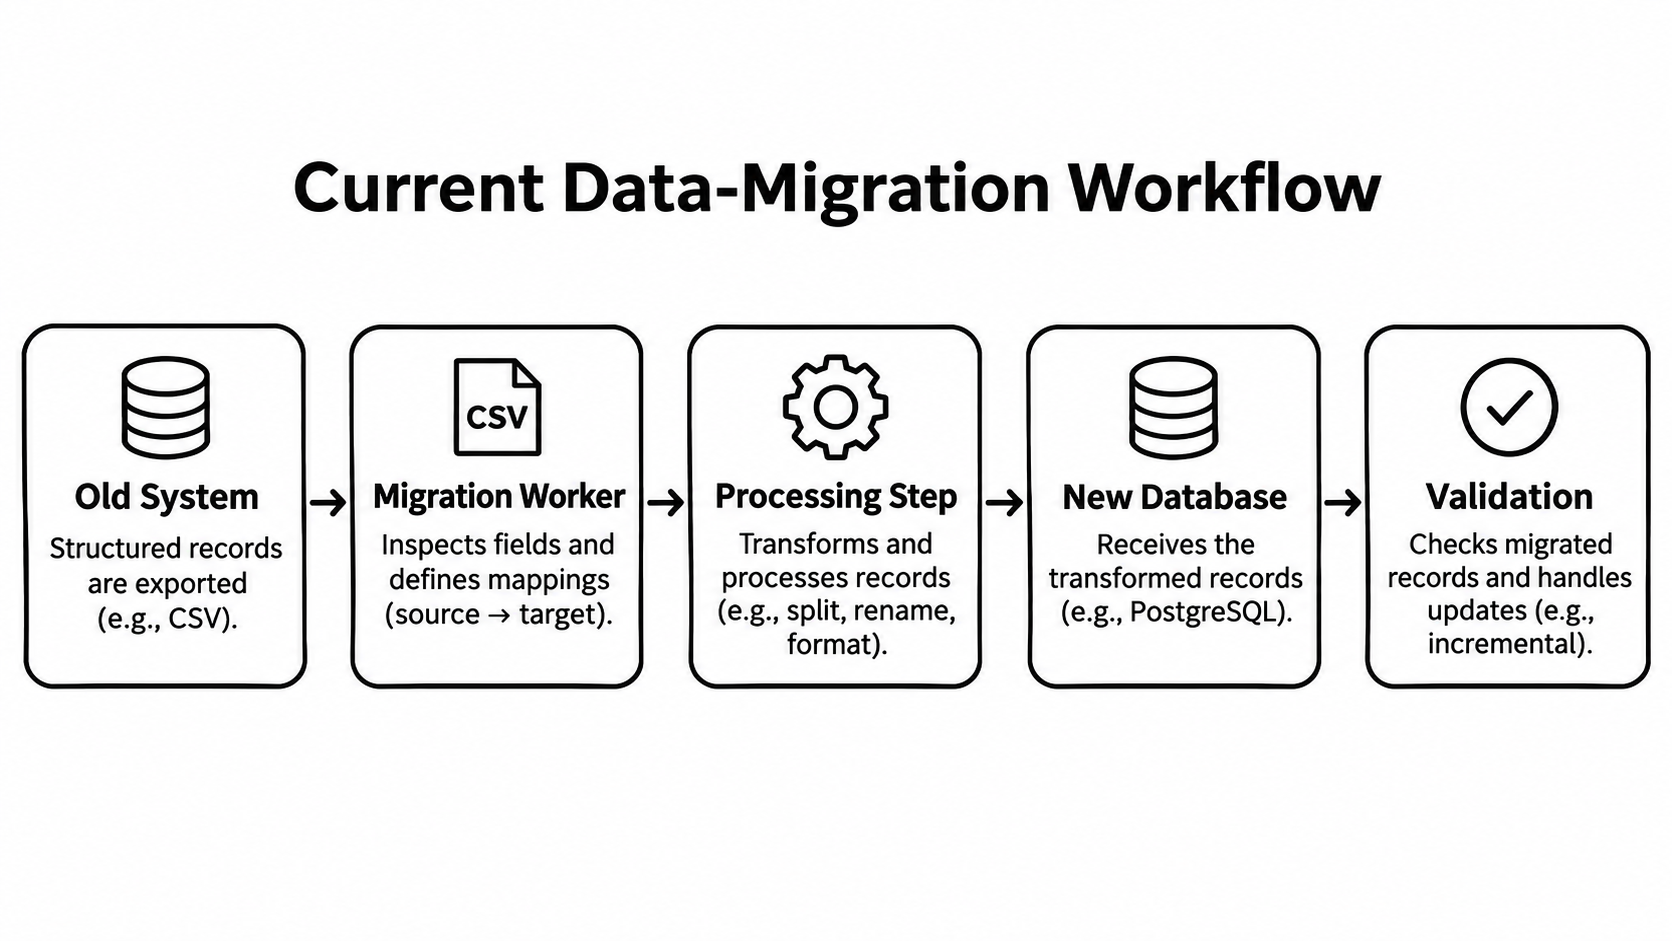 Current Data-Migration Workflow
Old System
Structured records
are exported
(e.g., CSV).
CSV
Migration Worker
Inspects fields and
defines mappings
(source → target).
Processing Step
Transforms and
processes records
(e.g., split, rename,
format).
New Database
Receives the
transformed records
(e.g., PostgreSQL).
Validation
Checks migrated
records and handles
updates (e.g.,
incremental).